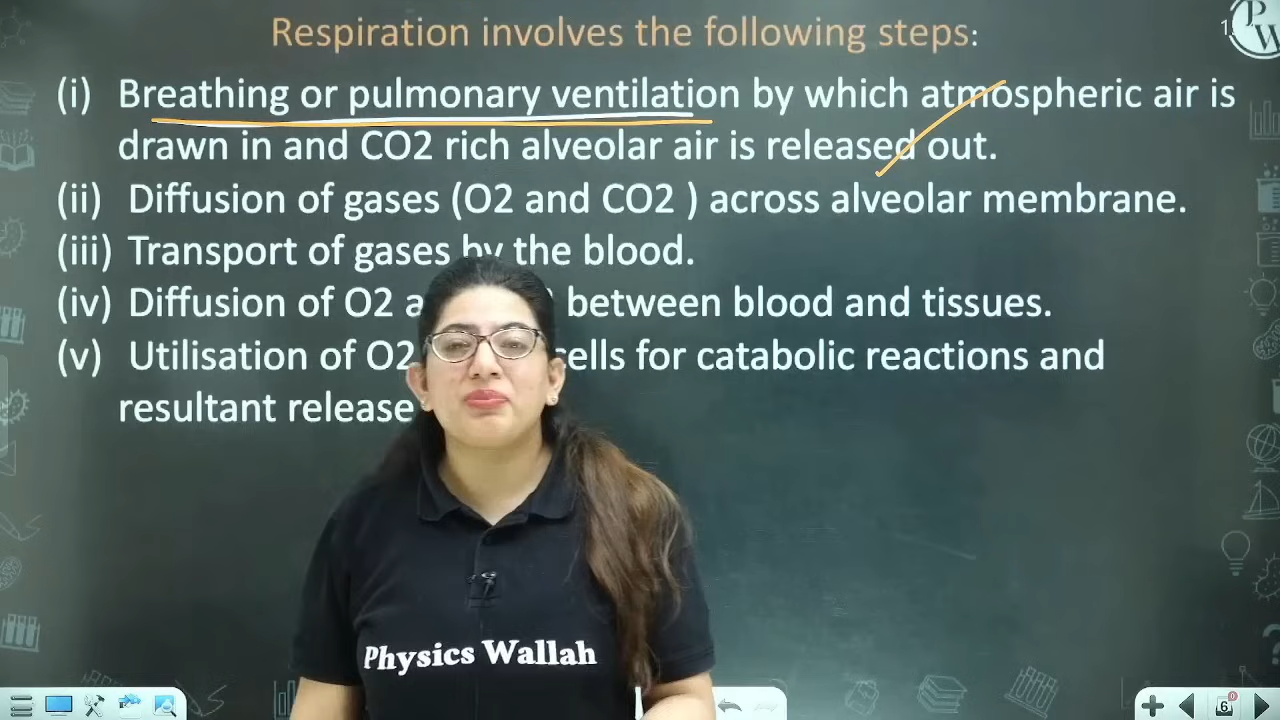 Respiration involves the following steps:
(i) Breathing or pulmonary ventilation by which atmospheric air is
drawn in and CO2 rich alveolar air is released out.
(ii) Diffusion of gases (O2 and CO2 ) across alveolar membrane.
(iii) Transport of gases by the blood.
(iv) Diffusion of O2 between blood and tissues.
(v) Utilisation of O2 cells for catabolic reactions and
resultant release
Physics Wallah
P
W
6